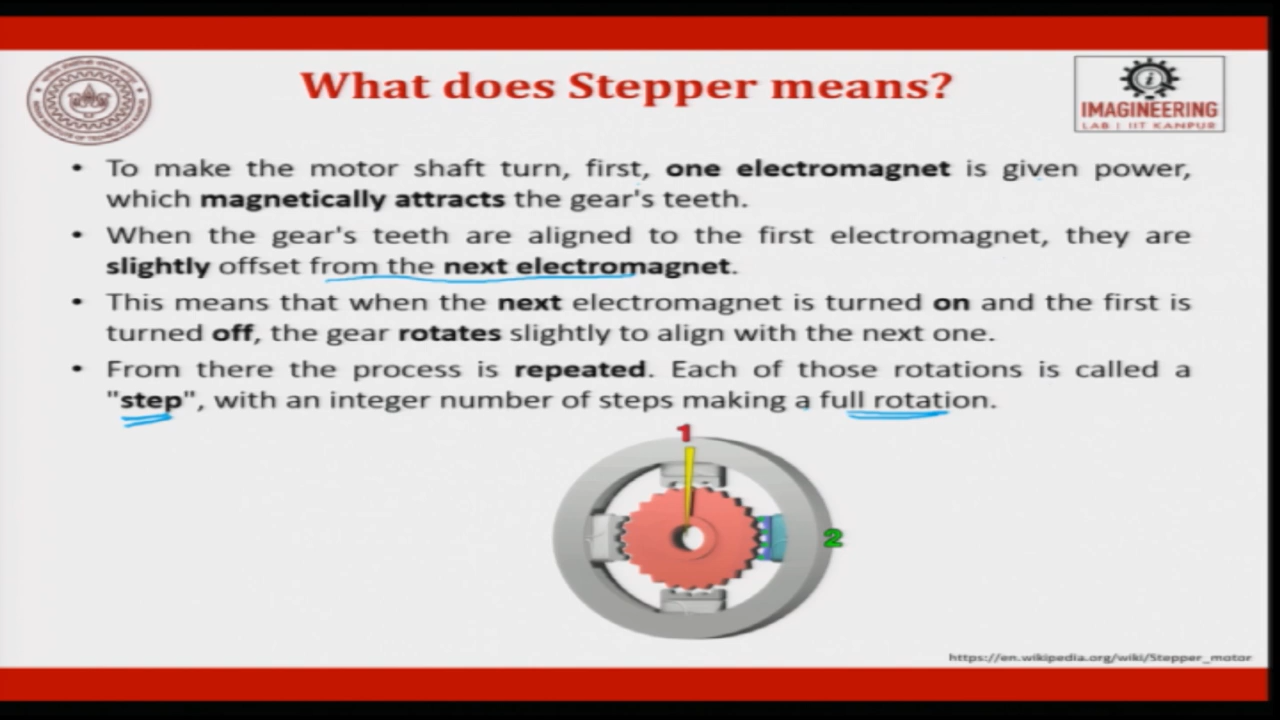 What does Stepper means?
IMAGINEERING
LAB | IIT KANPUR
• To make the motor shaft turn, first, one electromagnet is given power,
which magnetically attracts the gear's teeth.
• When the gear's teeth are aligned to the first electromagnet, they are
slightly offset from the next electromagnet.
• This means that when the next electromagnet is turned on and the first is
turned off, the gear rotates slightly to align with the next one.
• From there the process is repeated. Each of those rotations is called a
"step", with an integer number of steps making a full rotation.
1
2
https://en.wikipedia.org/wiki/Stepper_motor